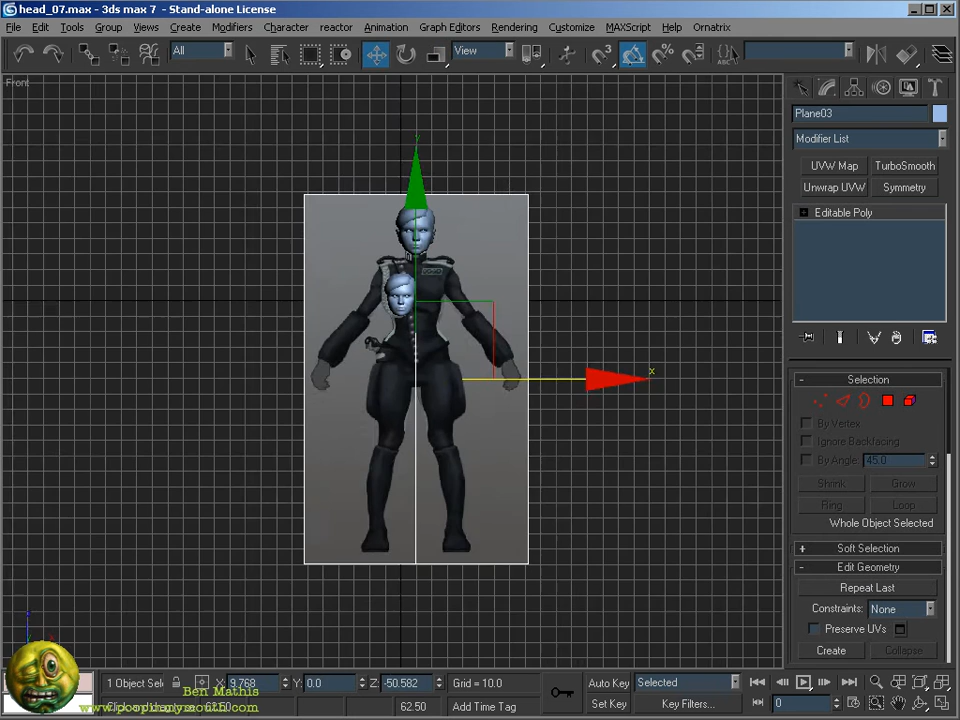 head_07.max - 3ds max 7 - Stand-alone License
File Edit Tools Group Views Create Modifiers Character reactor Animation Graph Editors Rendering Customize MAXScript Help Ornatrix
All View
Front
Plane03
Modifier List
UVW Map TurboSmooth
Unwrap UVW Symmetry
Editable Poly
y
x
- Selection
By Vertex
Ignore Backfacing
By Angle: 45.0
Shrink Grow
Ring Loop
Whole Object Selected
+ Soft Selection
- Edit Geometry
Repeat Last
Constraints: None
Preserve UVs
Create Collapse
1 Object Sel X: 9.768 Y: 0.0 Z: -50.582 Grid = 10.0 Auto Key Selected
Ben Mathis
www.poopinmymouth.com
62.50 Add Time Tag Set Key Key Filters... 0